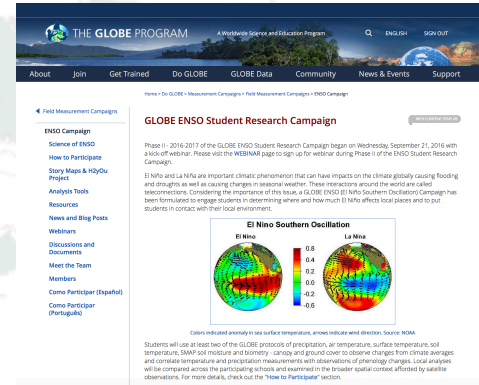 THE GLOBE PROGRAM
A Worldwide Science and Education Program
ENGLISH
SIGN OUT
About Join Get Trained Do GLOBE GLOBE Data Community News & Events Support
Home > Do GLOBE > Measurement Campaigns > Field Measurement Campaigns > ENSO Campaign
Field Measurement Campaigns
ENSO Campaign
Science of ENSO
How to Participate
Story Maps & H2yOu
Project
Analysis Tools
Resources
News and Blog Posts
Webinars
Discussions and
Documents
Meet the Team
Members
Como Participar (Español)
Como Participar
(Português)
GLOBE ENSO Student Research Campaign
Phase II - 2016-2017 of the GLOBE ENSO Student Research Campaign began on Wednesday, September 21, 2016 with
a kick-off webinar. Please visit the WEBINAR page to sign up for webinar during Phase II of the ENSO Student Research
Campaign.
El Niño and La Niña are important climatic phenomenon that can have impacts on the climate globally causing flooding
and droughts as well as causing changes in seasonal weather. These interactions around the world are called
teleconnections. Considering the importance of this issue, a GLOBE ENSO (El Niño Southern Oscillation) Campaign has
been formulated to engage students in determining where and how much El Niño affects local places and to put
students in contact with their local environment.
El Nino Southern Oscillation
El Nino
La Nina
0.8
0.4
0.2
0.0
-0.2
-0.6
Colors indicated anomaly in sea surface temperature, arrows indicate wind direction. Source: NOAA
Students will use at least two of the GLOBE protocols of precipitation, air temperature, surface temperature, soil
temperature, SMAP soil moisture and biometry - canopy and ground cover to observe changes from climate averages
and correlate temperature and precipitation measurements with observations of phenology changes. Local analyses
will be compared across the participating schools and examined in the broader spatial context afforded by satellite
observations. For more details, check out the "How to Participate" section.